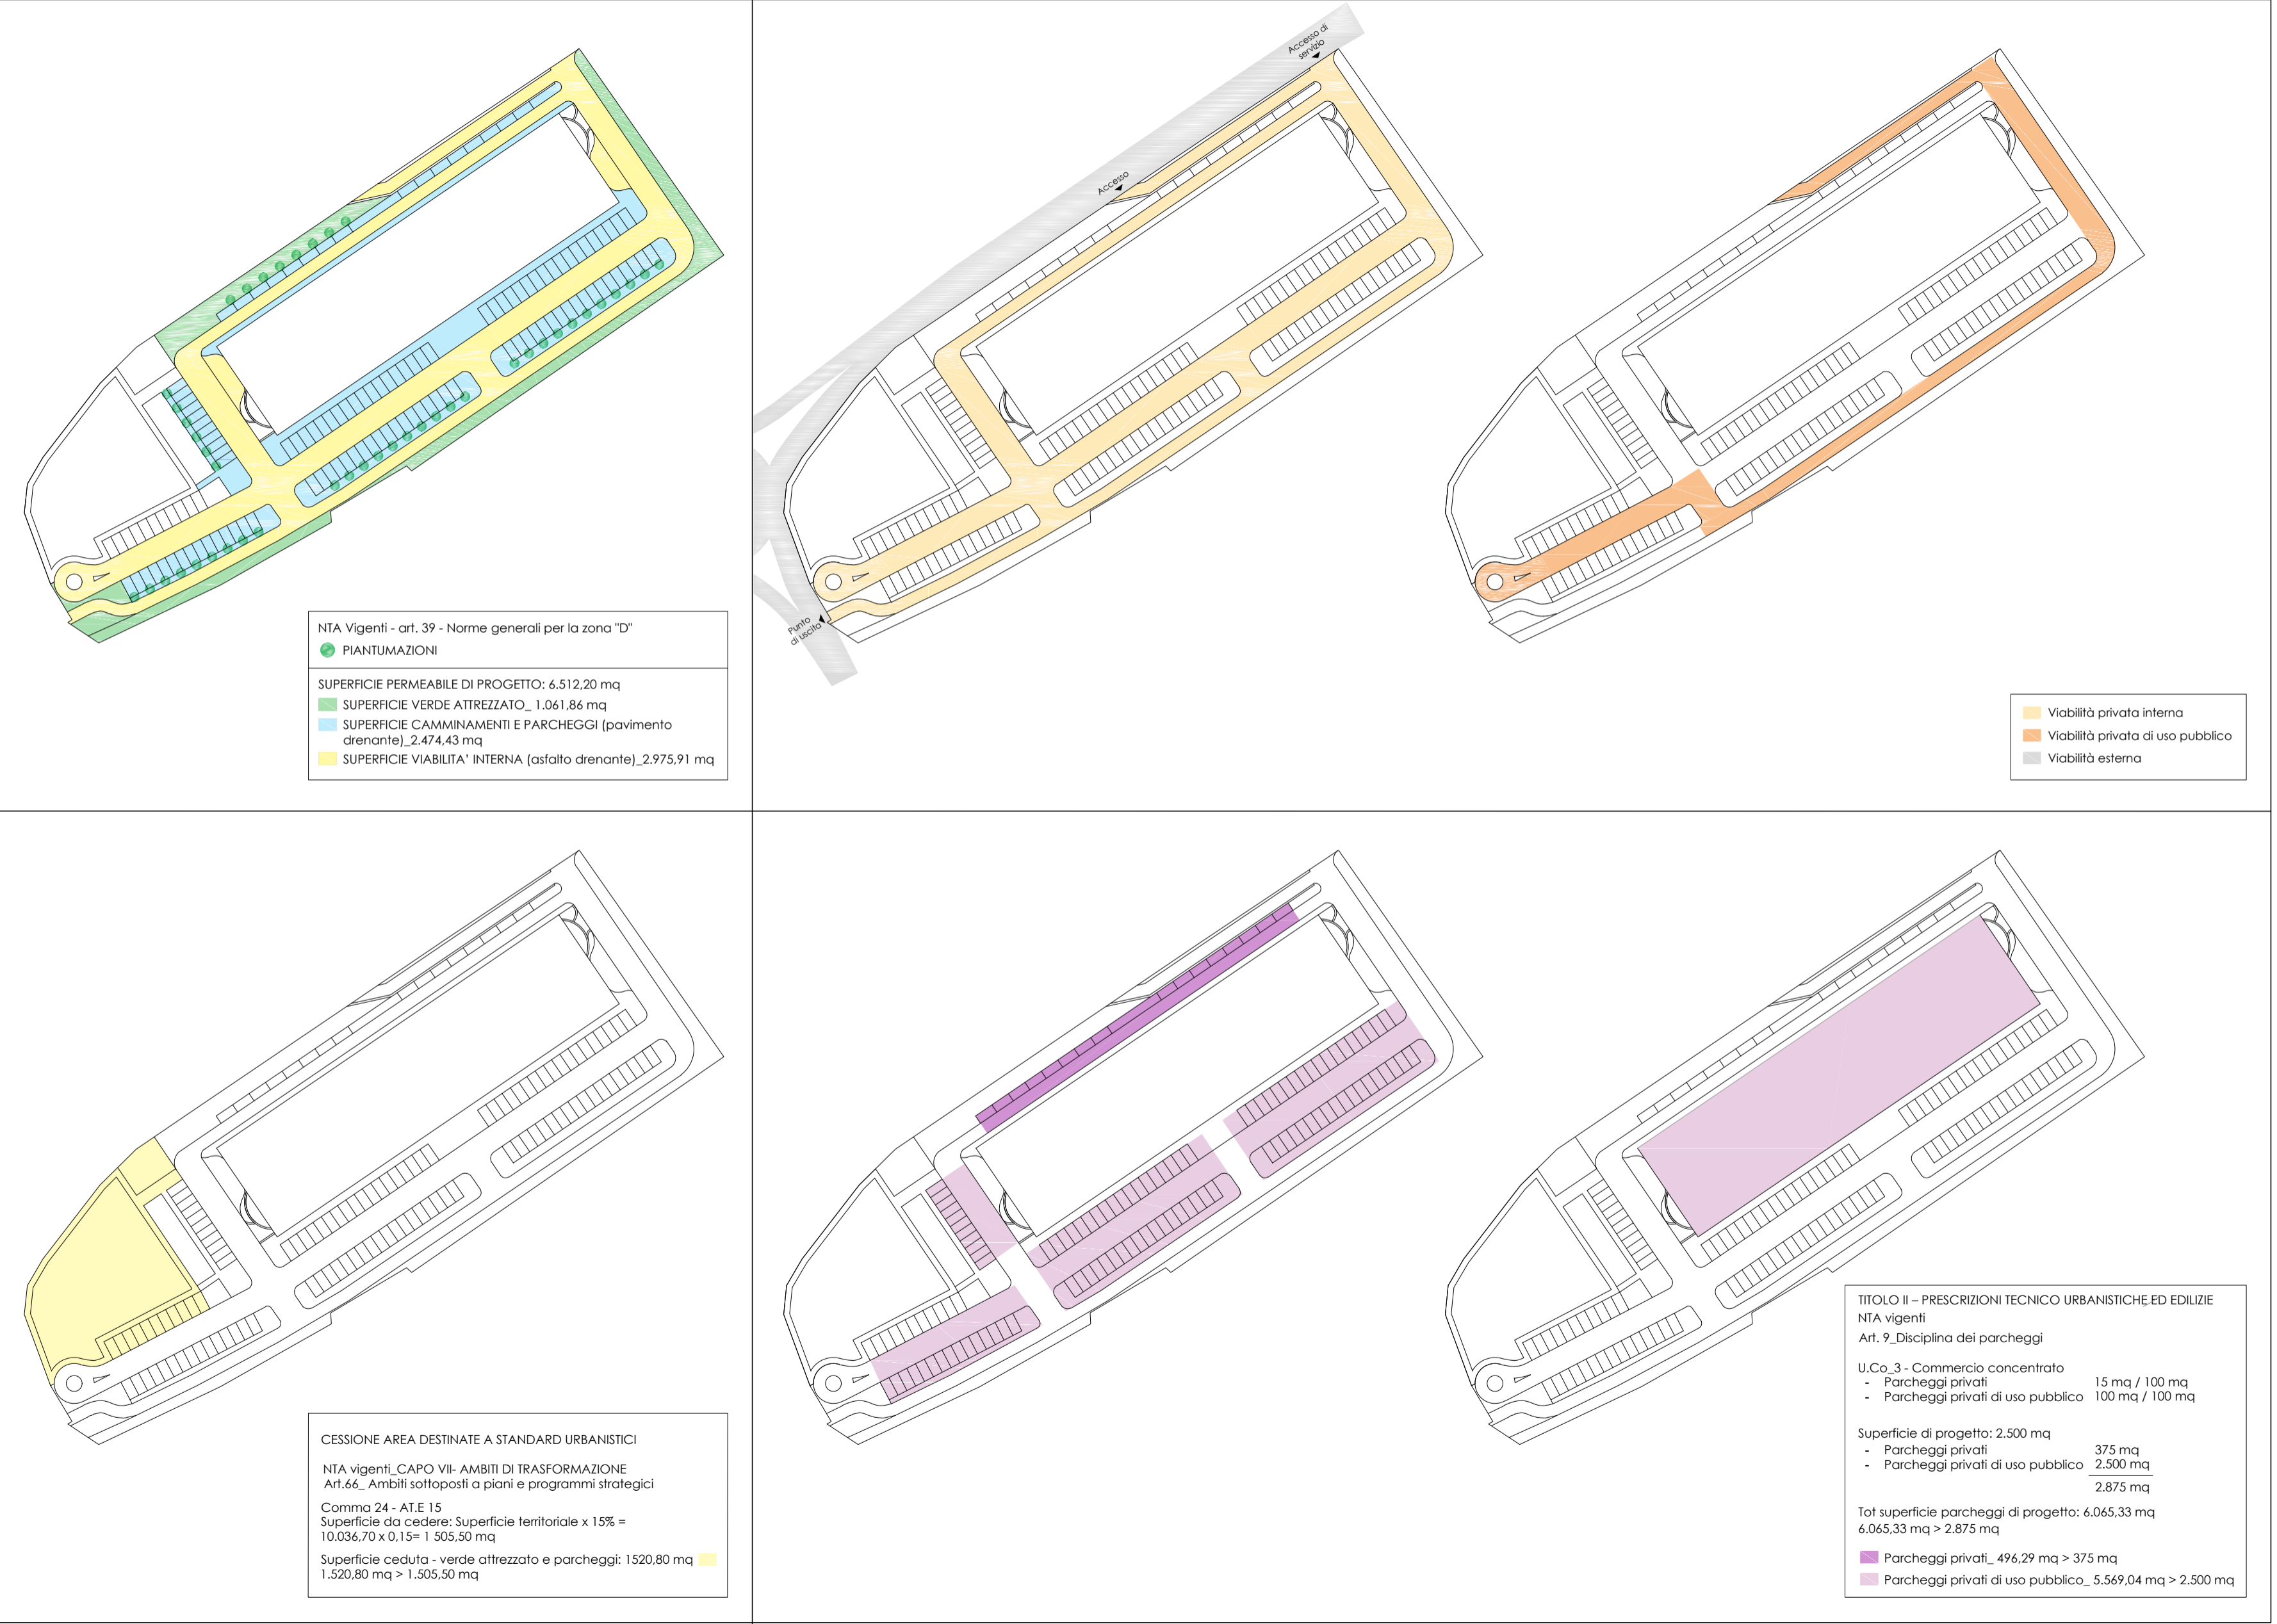 NTA Vigenti - art. 39 - Norme generali per la zona "D"
PIANTUMAZIONI
SUPERFICIE PERMEABILE DI PROGETTO: 6.512,20 mq
SUPERFICIE VERDE ATTREZZATO_ 1.061,86 mq
SUPERFICIE CAMMINAMENTI E PARCHEGGI (pavimento
drenante)_2.474,43 mq
SUPERFICIE VIABILITA' INTERNA (asfalto drenante)_2.975,91 mq
Accesso di
servizio
Accesso
Punto
di uscita
Viabilità privata interna
Viabilità privata di uso pubblico
Viabilità esterna
CESSIONE AREA DESTINATE A STANDARD URBANISTICI
NTA vigenti_CAPO VII- AMBITI DI TRASFORMAZIONE
Art.66_ Ambiti sottoposti a piani e programmi strategici
Comma 24 - AT.E 15
Superficie da cedere: Superficie territoriale x 15% =
10.036,70 x 0,15= 1 505,50 mq
Superficie ceduta - verde attrezzato e parcheggi: 1520,80 mq
1.520,80 mq > 1.505,50 mq
TITOLO II – PRESCRIZIONI TECNICO URBANISTICHE ED EDILIZIE
NTA vigenti
Art. 9_Disciplina dei parcheggi
U.Co_3 - Commercio concentrato
- Parcheggi privati 15 mq / 100 mq
- Parcheggi privati di uso pubblico 100 mq / 100 mq
Superficie di progetto: 2.500 mq
- Parcheggi privati 375 mq
- Parcheggi privati di uso pubblico 2.500 mq
2.875 mq
Tot superficie parcheggi di progetto: 6.065,33 mq
6.065,33 mq > 2.875 mq
Parcheggi privati_ 496,29 mq > 375 mq
Parcheggi privati di uso pubblico_ 5.569,04 mq > 2.500 mq